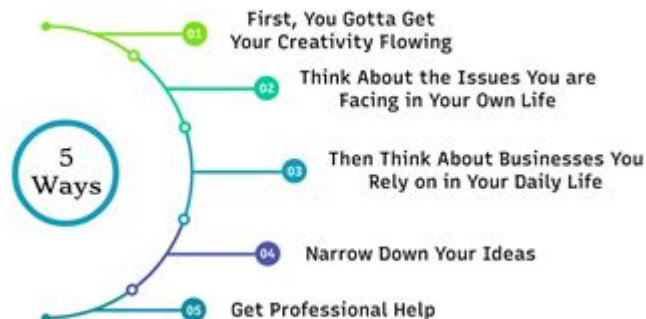 5
Ways
01
First, You Gotta Get
Your Creativity Flowing
02
Think About the Issues You are
Facing in Your Own Life
03
Then Think About Businesses You
Rely on in Your Daily Life
04
Narrow Down Your Ideas
05
Get Professional Help